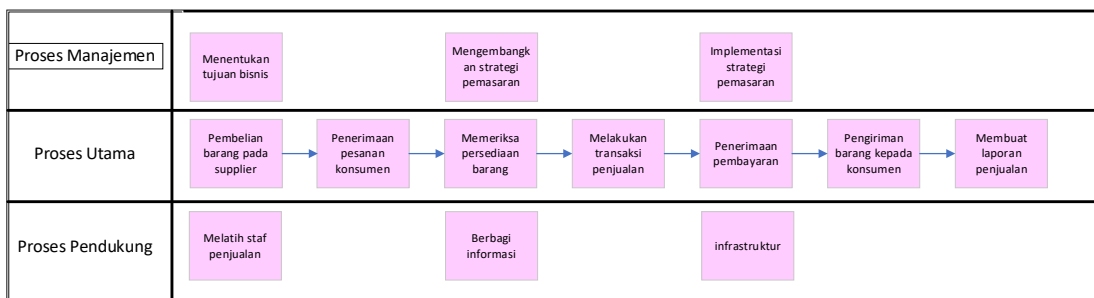 Proses Manajemen
Menentukan
tujuan bisnis
Mengembangk
an strategi
pemasaran
Implementasi
strategi
pemasaran
Proses Utama
Pembelian
barang pada
supplier
Penerimaan
pesanan
konsumen
Memeriksa
persediaan
barang
Melakukan
transaksi
penjualan
Penerimaan
pembayaran
Pengiriman
barang kepada
konsumen
Membuat
laporan
penjualan
Proses Pendukung
Melatih staf
penjualan
Berbagi
informasi
infrastruktur